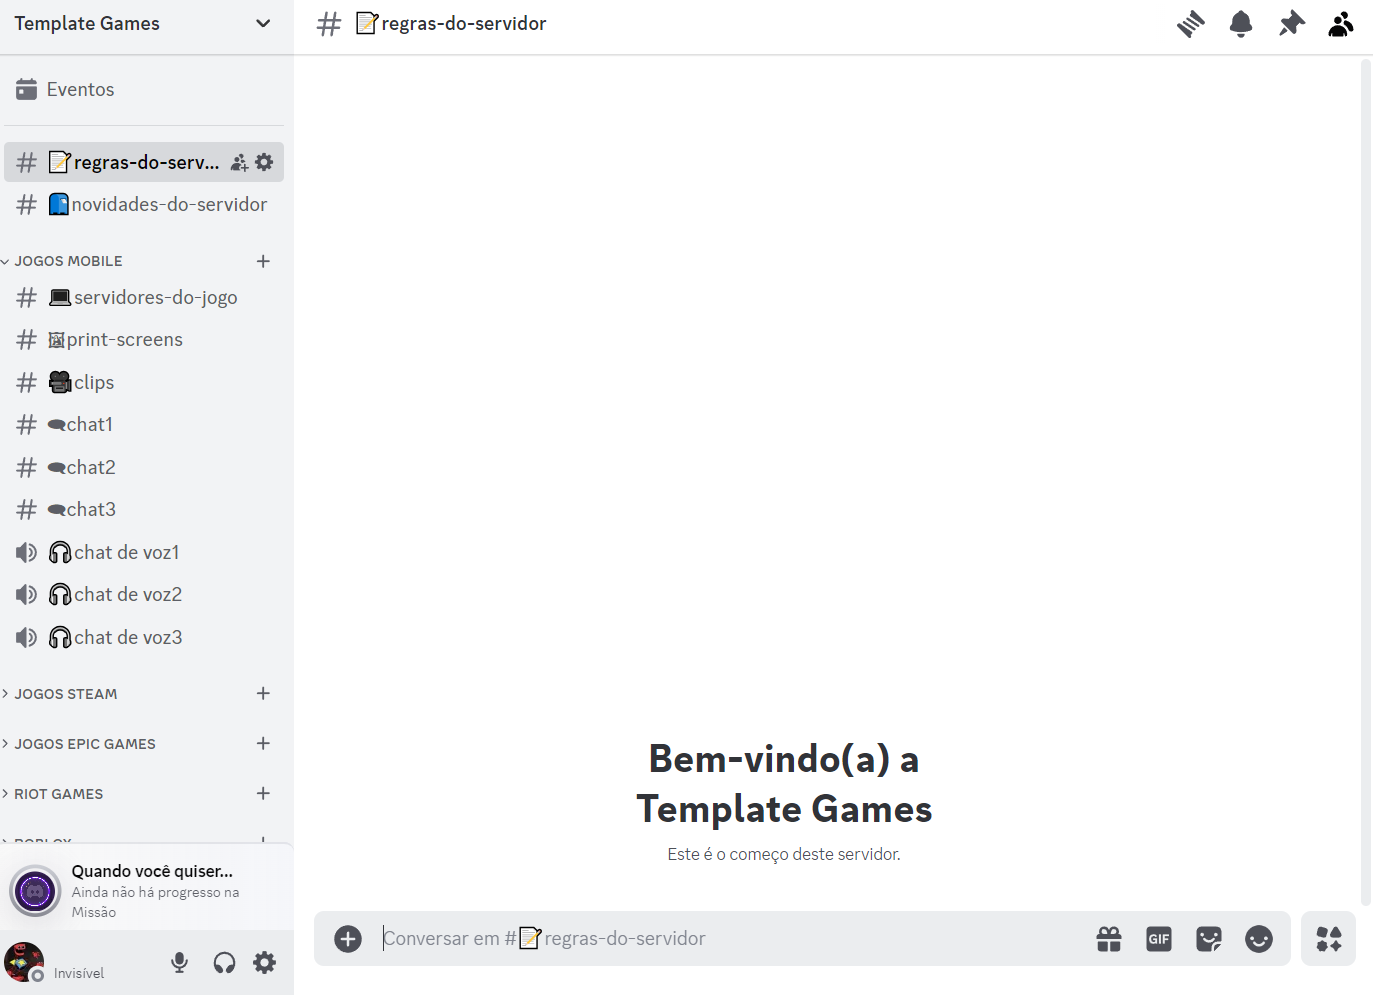 Template Games
Eventos
regras-do-serv...
novidades-do-servidor
JOGOS MOBILE
servidores-do-jogo
print-screens
clips
chat1
chat2
chat3
chat de voz1
chat de voz2
chat de voz3
JOGOS STEAM
JOGOS EPIC GAMES
RIOT GAMES
ROBLOX
Quando você quiser...
Ainda não há progresso na
Missão
Invisível
# 📝regras-do-servidor
Bem-vindo(a) a
Template Games
Este é o começo deste servidor.
Conversar em #📝regras-do-servidor
GIF